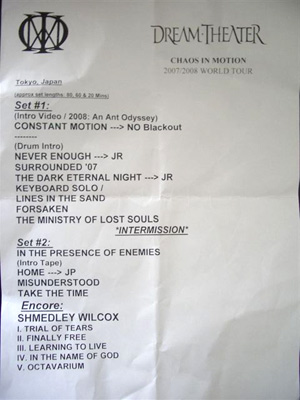 DREAM THEATER
CHAOS IN MOTION
2007/2008 WORLD TOUR
Tokyo, Japan
(approx set lengths: 80, 60 & 20 Mins)
Set #1:
(Intro Video / 2008: An Ant Odyssey)
CONSTANT MOTION ---> NO Blackout
--------
(Drum Intro)
NEVER ENOUGH ---> JR
SURROUNDED '07
THE DARK ETERNAL NIGHT ---> JR
KEYBOARD SOLO /
LINES IN THE SAND
FORSAKEN
THE MINISTRY OF LOST SOULS
*INTERMISSION*
Set #2:
IN THE PRESENCE OF ENEMIES
(Intro Tape)
HOME ---> JP
MISUNDERSTOOD
TAKE THE TIME
Encore:
SHMEDLEY WILCOX
I. TRIAL OF TEARS
II. FINALLY FREE
III. LEARNING TO LIVE
IV. IN THE NAME OF GOD
V. OCTAVARIUM